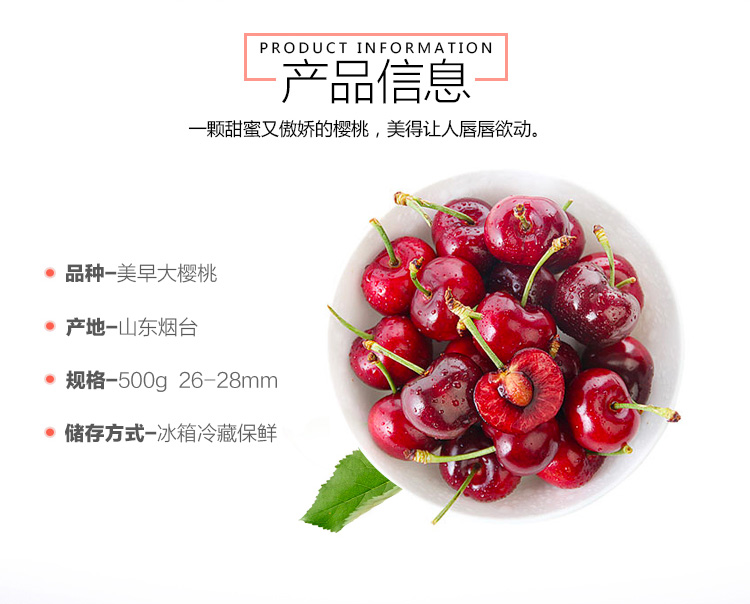 PRODUCT INFORMATION
产品信息
一颗甜蜜又傲娇的樱桃，美得让人唇唇欲动。
品种-美早大樱桃
产地-山东烟台
规格-500g 26-28mm
储存方式-冰箱冷藏保鲜